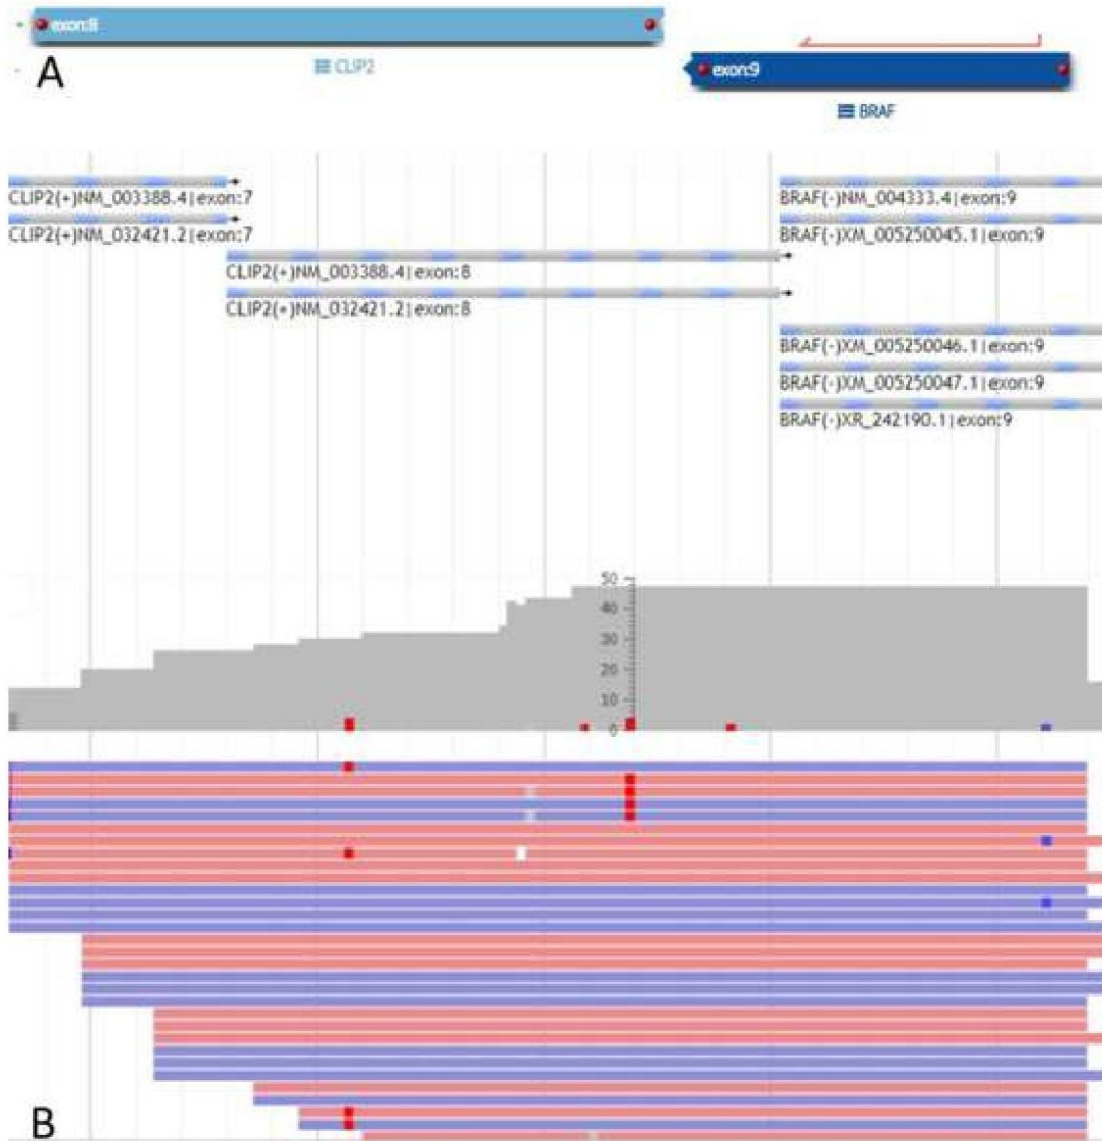 exon:8
A
CLIP2
exon:9
BRAF
CLIP2(+)NM_003388.4|exon:7
CLIP2(+)NM_032421.2|exon:7
BRAF(-)NM_004333.4|exon:9
BRAF(-)XM_005250045.1|exon:9
CLIP2(+)NM_003388.4|exon:8
CLIP2(+)NM_032421.2|exon:8
BRAF(-)XM_005250046.1|exon:9
BRAF(-)XM_005250047.1|exon:9
BRAF(-)XR_242190.1|exon:9
50
40
30
20
10
0
B